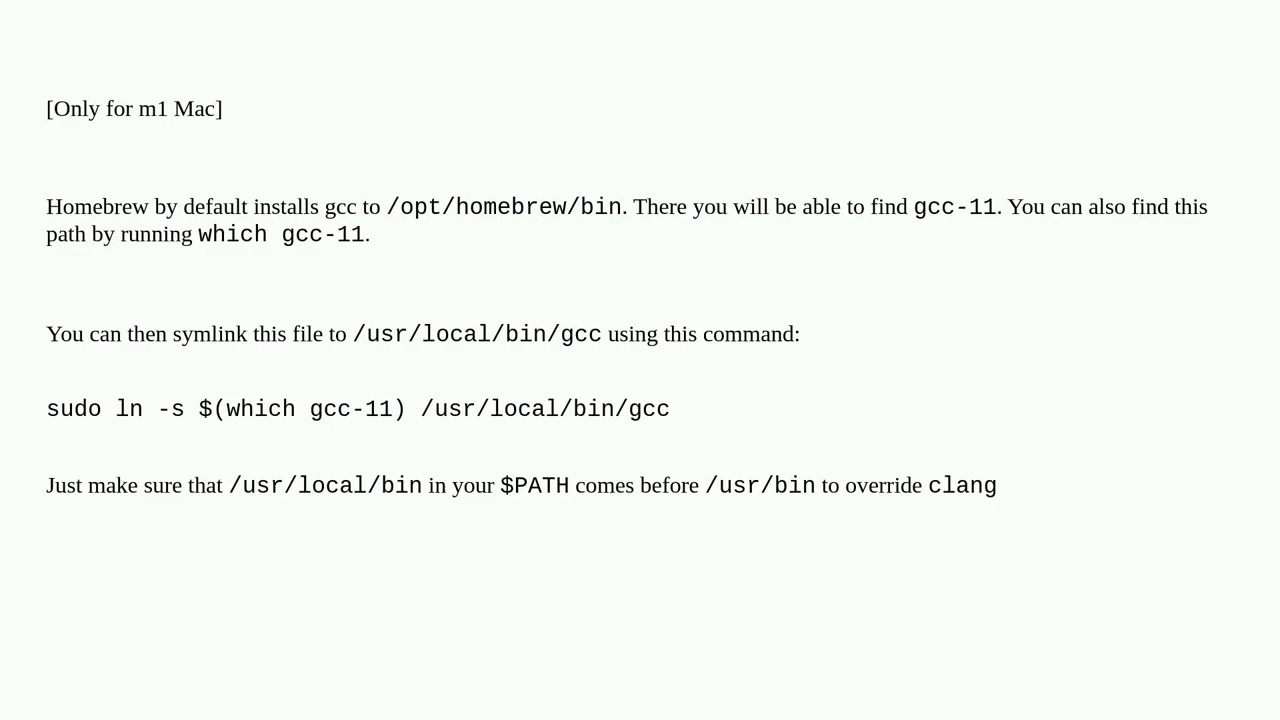 [Only for m1 Mac]
Homebrew by default installs gcc to /opt/homebrew/bin. There you will be able to find gcc-11. You can also find this
path by running which gcc-11.
You can then symlink this file to /usr/local/bin/gcc using this command:
sudo ln -s $(which gcc-11) /usr/local/bin/gcc
Just make sure that /usr/local/bin in your $PATH comes before /usr/bin to override clang